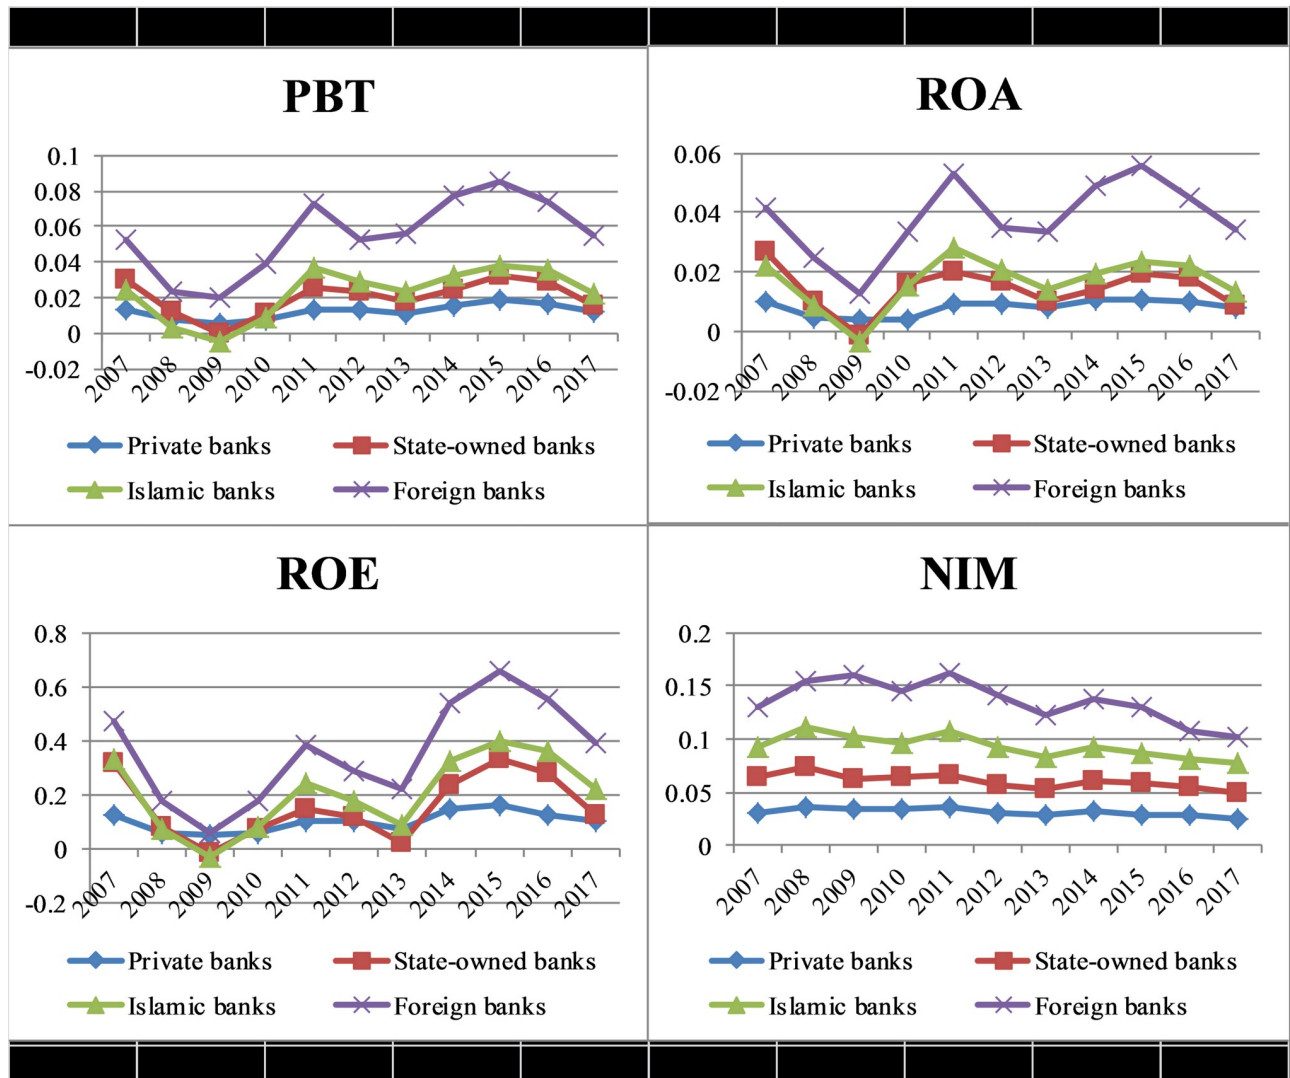 PBT
0.1
0.08
0.06
0.04
0.02
0
-0.02
2007 2008 2009 2010 2011 2012 2013 2014 2015 2016 2017
Private banks State-owned banks
Islamic banks Foreign banks
ROA
0.06
0.04
0.02
0
-0.02
2007 2008 2009 2010 2011 2012 2013 2014 2015 2016 2017
Private banks State-owned banks
Islamic banks Foreign banks
ROE
0.8
0.6
0.4
0.2
0
-0.2
2007 2008 2009 2010 2011 2012 2013 2014 2015 2016 2017
Private banks State-owned banks
Islamic banks Foreign banks
NIM
0.2
0.15
0.1
0.05
0
2007 2008 2009 2010 2011 2012 2013 2014 2015 2016 2017
Private banks State-owned banks
Islamic banks Foreign banks